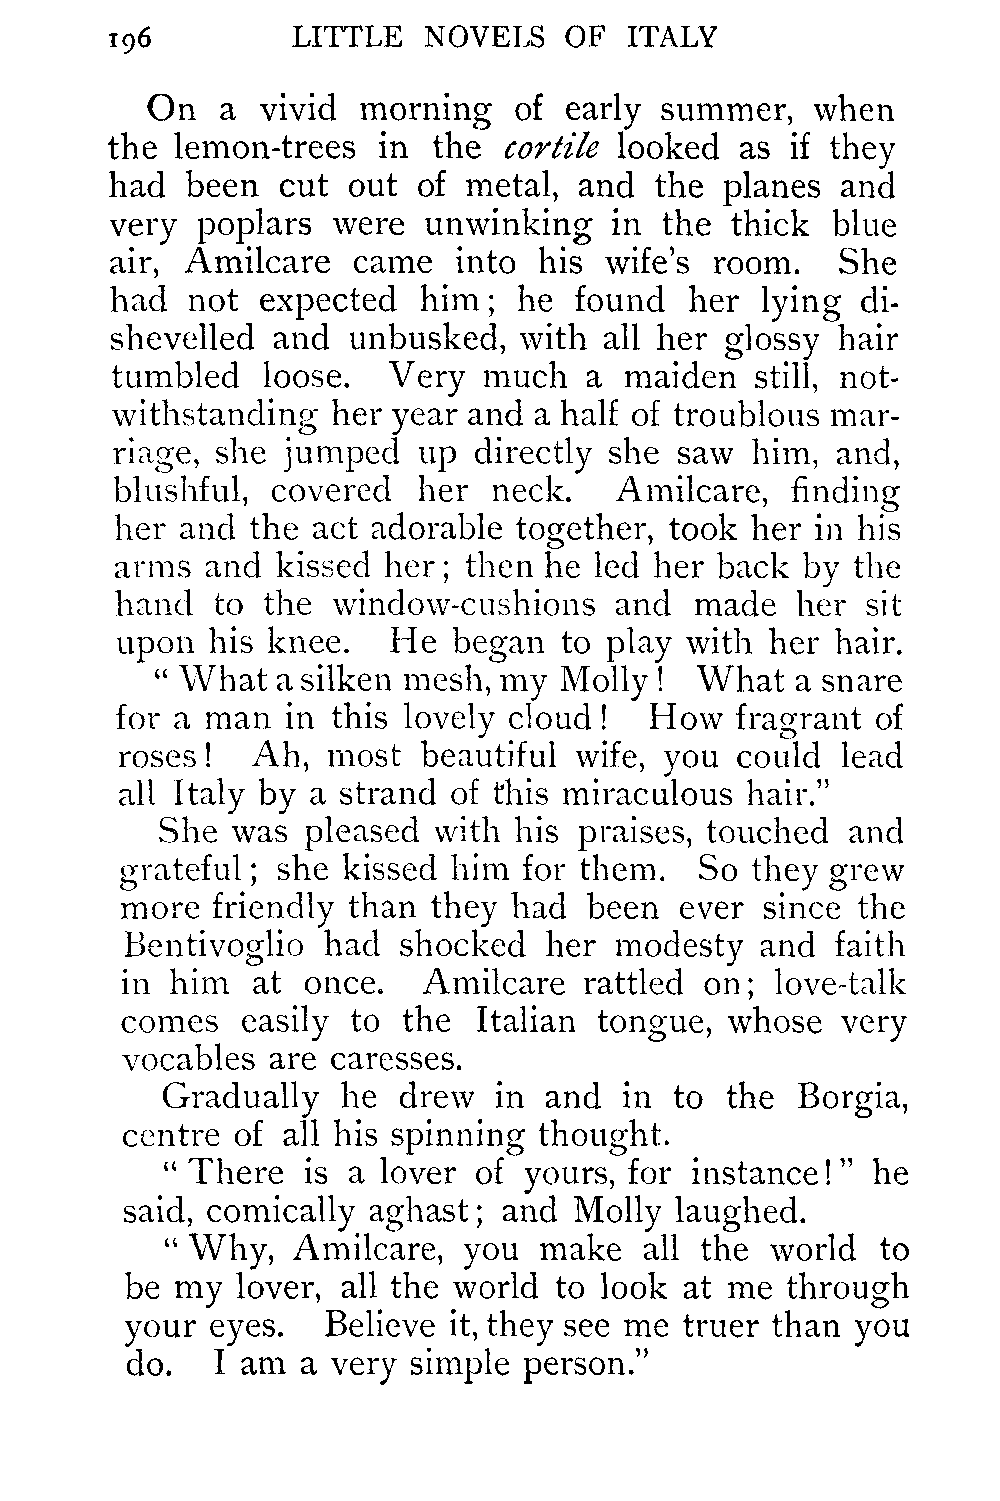 196 LITTLE NOVELS OF ITALY
On a vivid morning of early summer, when
the lemon-trees in the cortile looked as if they
had been cut out of metal, and the planes and
very poplars were unwinking in the thick blue
air, Amilcare came into his wife's room. She
had not expected him; he found her lying di-
shevelled and unbusked, with all her glossy hair
tumbled loose. Very much a maiden still, not-
withstanding her year and a half of troublous mar-
riage, she jumped up directly she saw him, and,
blushful, covered her neck. Amilcare, finding
her and the act adorable together, took her in his
arms and kissed her; then he led her back by the
hand to the window-cushions and made her sit
upon his knee. He began to play with her hair.
“What a silken mesh, my Molly! What a snare
for a man in this lovely cloud! How fragrant of
roses! Ah, most beautiful wife, you could lead
all Italy by a strand of this miraculous hair.”
She was pleased with his praises, touched and
grateful; she kissed him for them. So they grew
more friendly than they had been ever since the
Bentivoglio had shocked her modesty and faith
in him at once. Amilcare rattled on; love-talk
comes easily to the Italian tongue, whose very
vocables are caresses.
Gradually he drew in and in to the Borgia,
centre of all his spinning thought.
“There is a lover of yours, for instance!” he
said, comically aghast; and Molly laughed.
“Why, Amilcare, you make all the world to
be my lover, all the world to look at me through
your eyes. Believe it, they see me truer than you
do. I am a very simple person.”